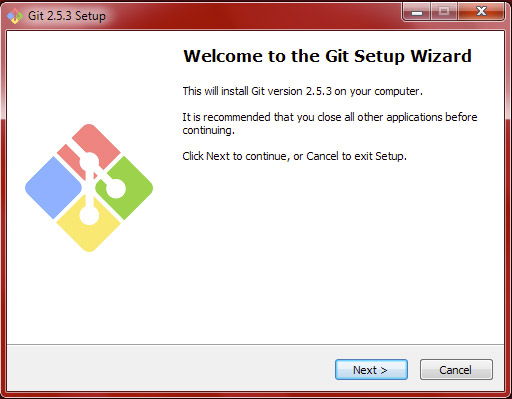 Git 2.5.3 Setup
Welcome to the Git Setup Wizard
This will install Git version 2.5.3 on your computer.
It is recommended that you close all other applications before
continuing.
Click Next to continue, or Cancel to exit Setup.
Next >
Cancel